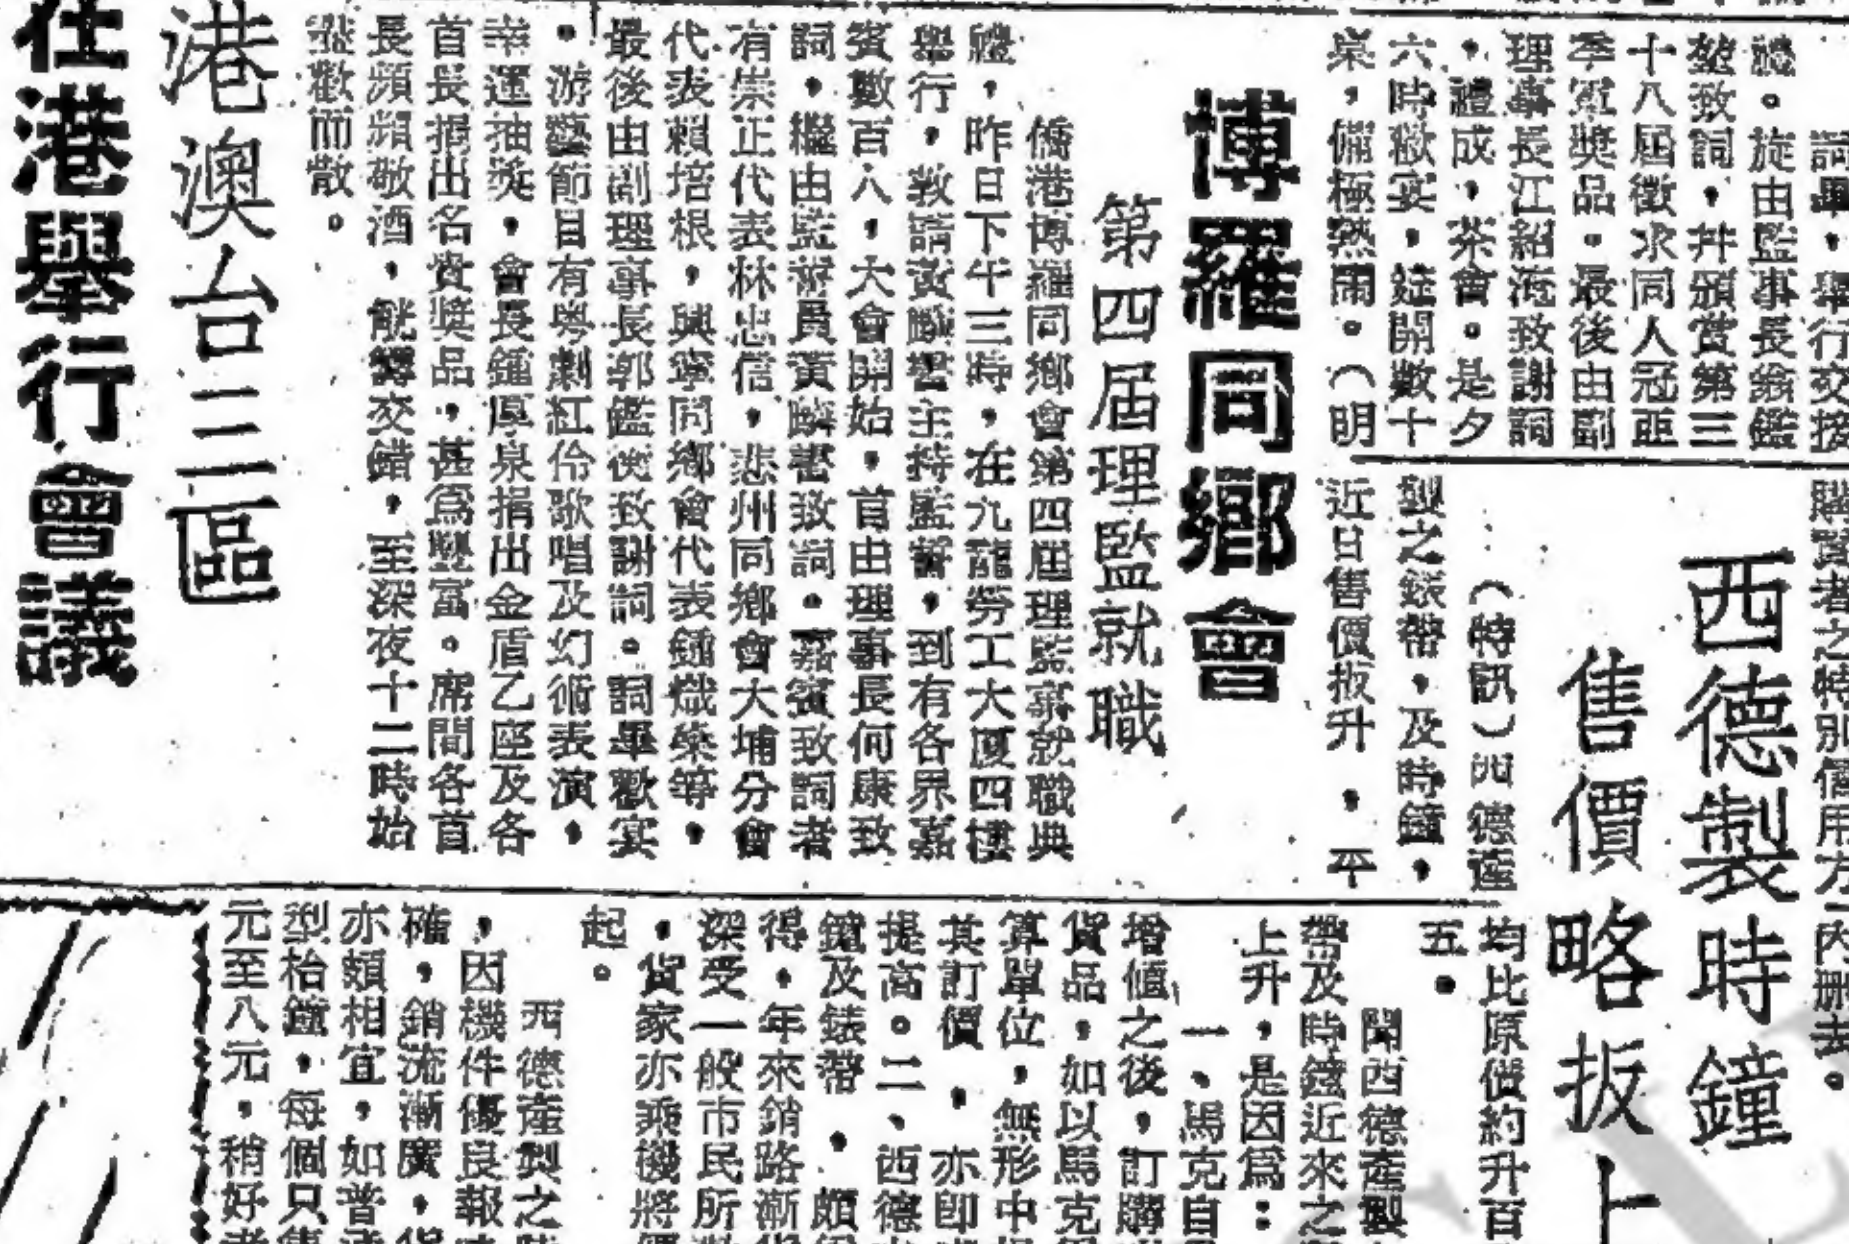 詞畢，舉行交接
禮。旋由監事長翁鑑
致詞，并頒賞第三
十八屆徵求同人冠亞
季軍獎品。最後由副
理事長江紹 致謝詞
，禮成，茶會。是夕
六時歡宴，筵開數十
桌，備極熱鬧。（明
博羅同鄉會
第四屆理監就職
僑港博羅同鄉會第四屆理監事就職典
禮，昨日下午三時，在九龍勞工大廈四樓
舉行，敦請黃麟書主持監誓，到有各界嘉
賓數百人，大會開始，首由理事長何康致
詞，繼由監誓員黃麟書致詞。嘉賓致詞者
有崇正代表林忠信，惠州同鄉會大埔分會
代表賴培根，興寧同鄉會代表鍾熾 等，
最後由副理事長郭鑑 致謝詞。詞畢歡宴
。游藝節目有粵劇紅伶歌唱及幻術表演，
幸運抽獎，會長鍾厚泉捐出金盾乙座及各
首長捐出名貴獎品，甚為豐富。席間各首
長頻頻敬酒，觥籌交錯，至深夜十二時始
盡歡而散。
港澳台三區
在港舉行會議
購買者之特別備用方一內刪去。
西德製時鐘
售價略扳上
（特訊）西德產
製之錶帶，及時鐘，
近日售價扳升，平
均比原價約升百
五。
聞西德產製
帶及時鐘近來之
上升，是因為：
一、馬克自
增值之後，訂購
貨品，如以馬克
算單位，無形中
其訂價，亦即
提高。二、西德
鐘及錶帶，頗
得，年來銷路漸
深受一般市民所
，貨家亦乘機將
起。
西德產製之
，因機件優良報
確，銷流漸廣，
亦頗相宜，如普通
型枱鐘，每個只售
元至八元，稍好者